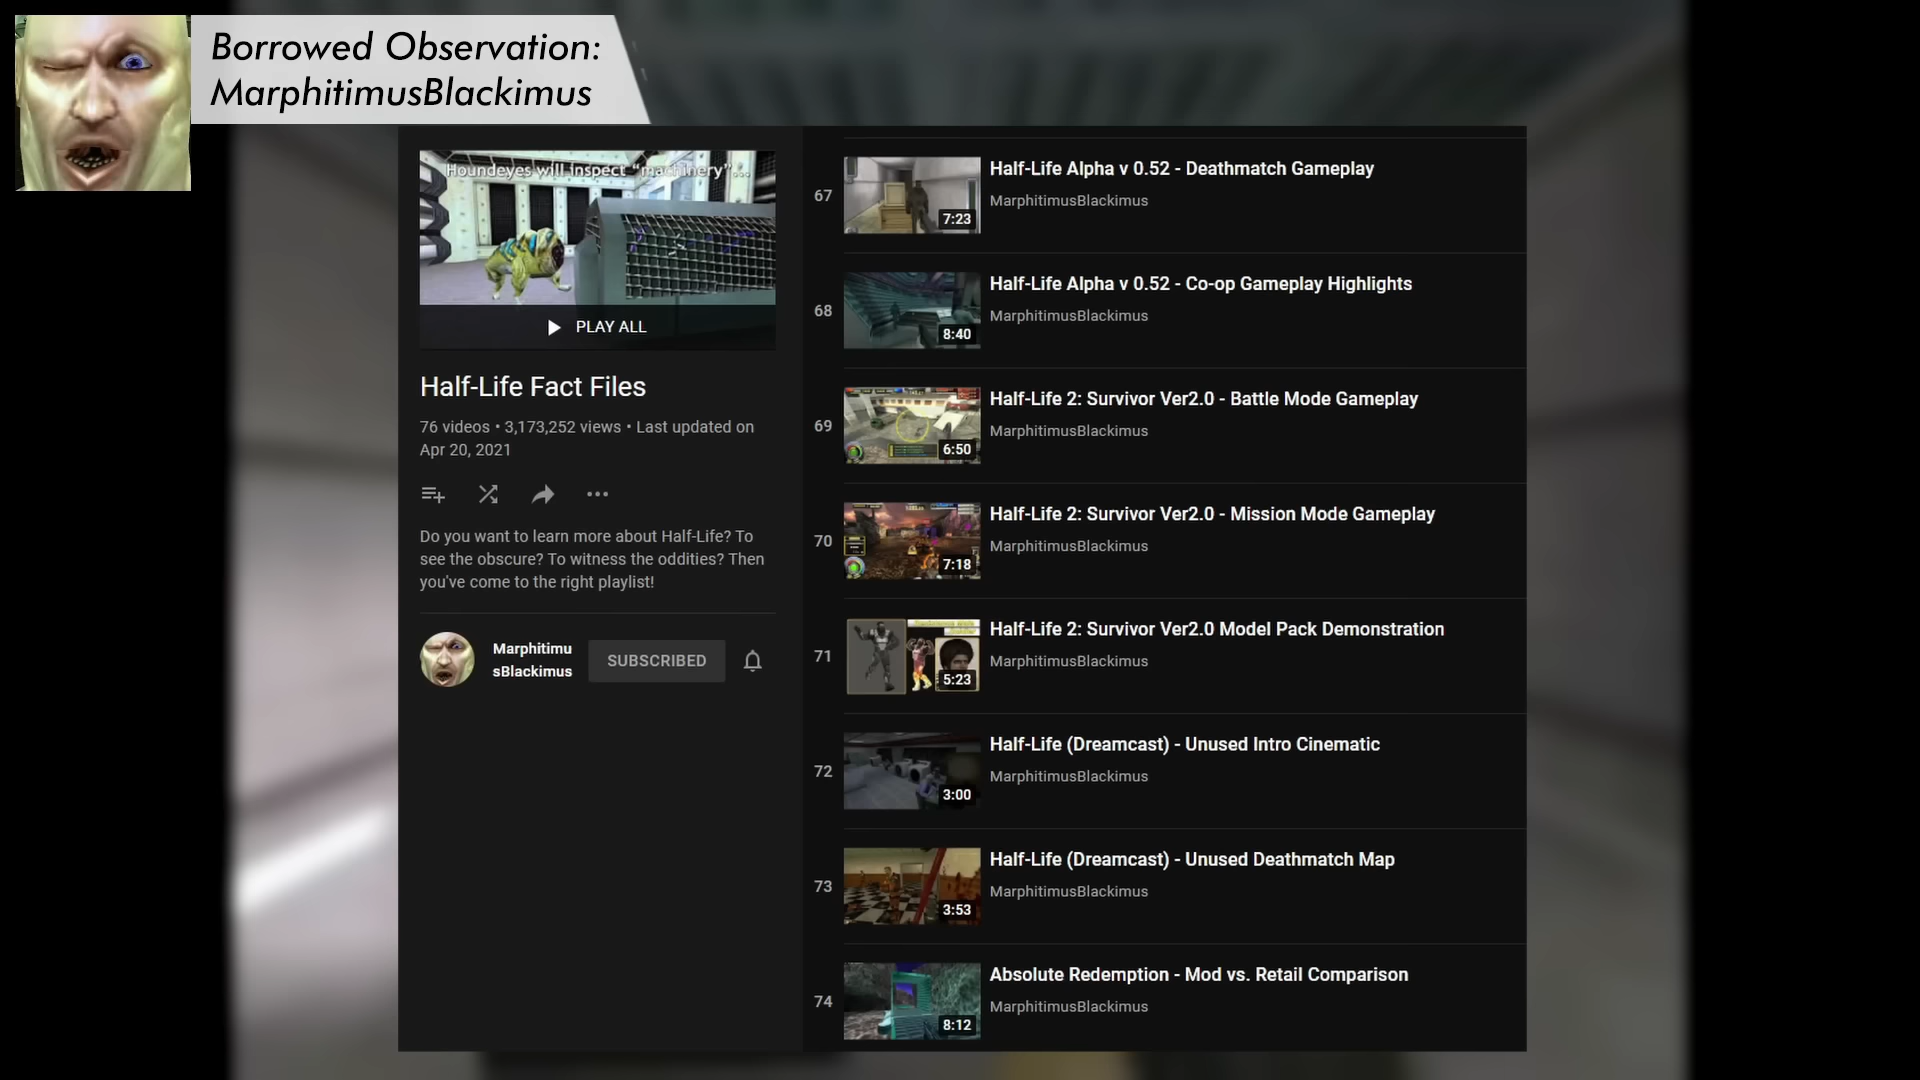 Borrowed Observation:
MarphitimusBlackimus
Houndeyes will inspect "machinery"...
PLAY ALL
Half-Life Fact Files
76 videos • 3,173,252 views • Last updated on
Apr 20, 2021
Do you want to learn more about Half-Life? To
see the obscure? To witness the oddities? Then
you've come to the right playlist!
Marphitimu
sBlackimus
SUBSCRIBED
67
7:23
Half-Life Alpha v 0.52 - Deathmatch Gameplay
MarphitimusBlackimus
68
8:40
Half-Life Alpha v 0.52 - Co-op Gameplay Highlights
MarphitimusBlackimus
69
6:50
Half-Life 2: Survivor Ver2.0 - Battle Mode Gameplay
MarphitimusBlackimus
70
7:18
Half-Life 2: Survivor Ver2.0 - Mission Mode Gameplay
MarphitimusBlackimus
71
5:23
Half-Life 2: Survivor Ver2.0 Model Pack Demonstration
MarphitimusBlackimus
72
3:00
Half-Life (Dreamcast) - Unused Intro Cinematic
MarphitimusBlackimus
73
3:53
Half-Life (Dreamcast) - Unused Deathmatch Map
MarphitimusBlackimus
74
8:12
Absolute Redemption - Mod vs. Retail Comparison
MarphitimusBlackimus